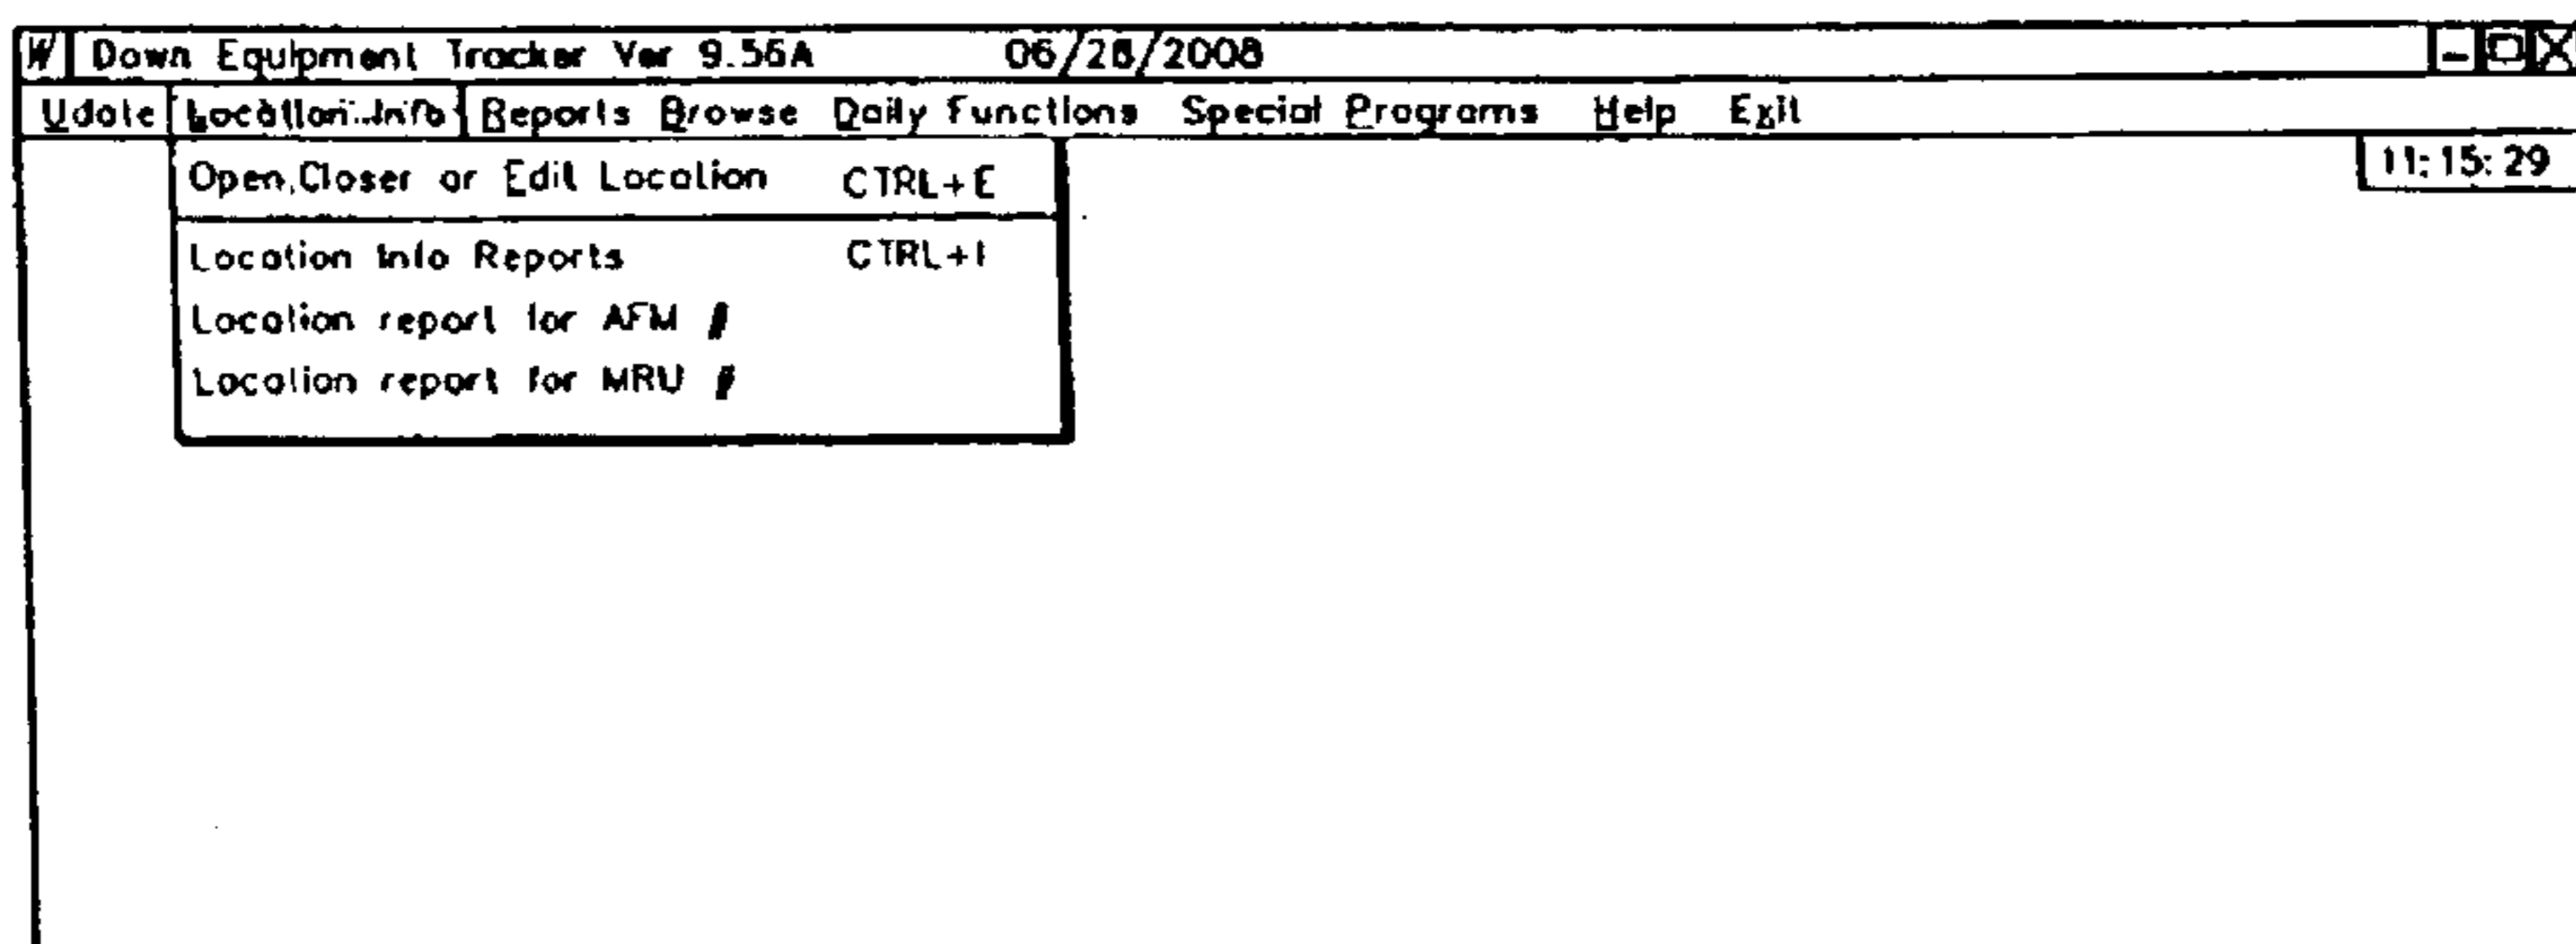 W Down Equipment Tracker Ver 9.56A 06/28/2008
Udate Location Info Reports Browse Daily Functions Special Programs Help Exit
11:15:29
Open,Closer or Edit Location CTRL+E
Location Info Reports CTRL+I
Location report for AFM #
Location report for MRU #